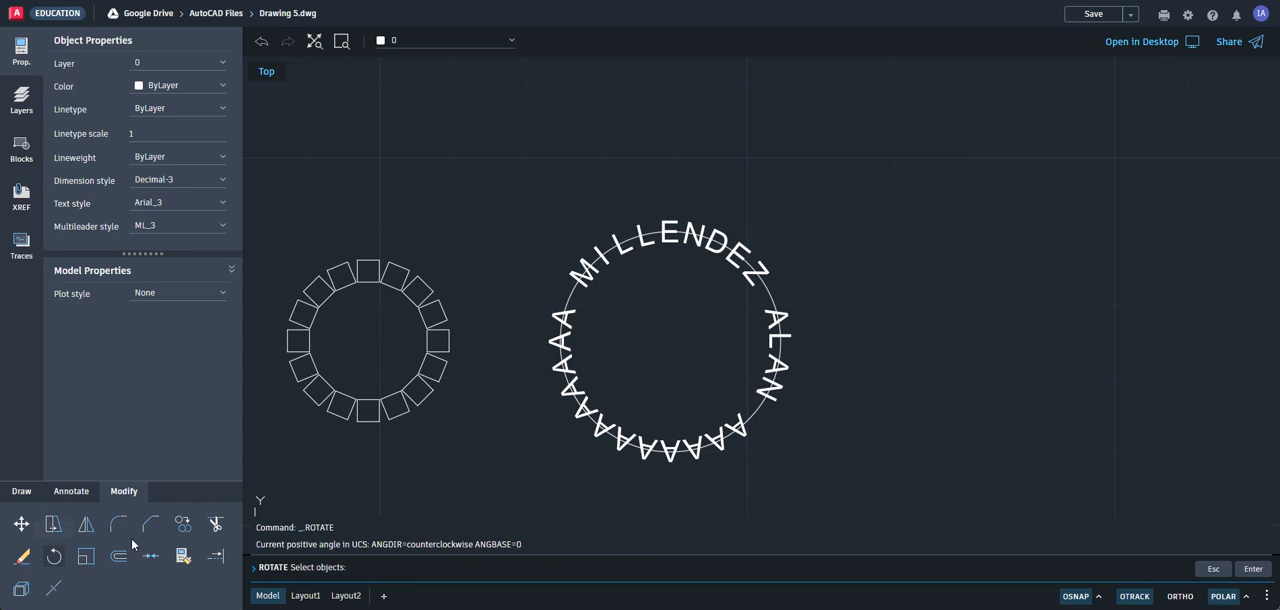 A EDUCATION Google Drive > AutoCAD Files > Drawing 5.dwg Save IA
Prop.
Layers
Blocks
XREF
Traces
Object Properties
Layer 0
Color ByLayer
Linetype ByLayer
Linetype scale 1
Lineweight ByLayer
Dimension style Decimal-3
Text style Arial_3
Multileader style ML_3
Model Properties
Plot style None
0
Open in Desktop Share
Top
MILLENDEZ
ALAN
AAAAAAAAAAAAA
Y
Draw Annotate Modify
Command: _.ROTATE
Current positive angle in UCS: ANGDIR=counterclockwise ANGBASE=0
ROTATE Select objects:
Esc Enter
Model Layout1 Layout2 +
OSNAP OTRACK ORTHO POLAR